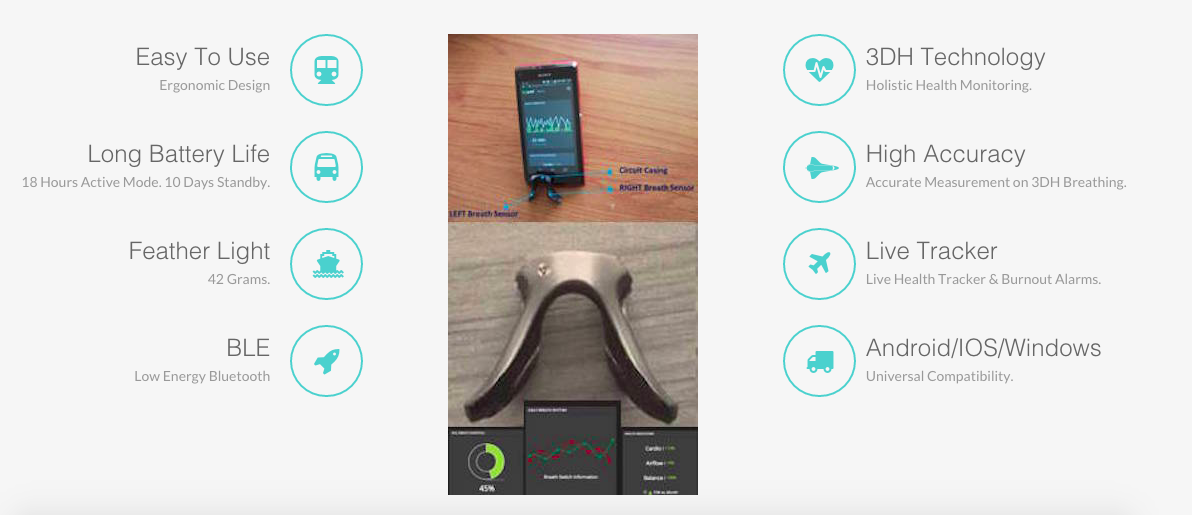 Easy To Use
Ergonomic Design
Long Battery Life
18 Hours Active Mode. 10 Days Standby.
Feather Light
42 Grams.
BLE
Low Energy Bluetooth
SONY
Circuit Casing
RIGHT Breath Sensor
LEFT Breath Sensor
45%
Breath Switch Information
Cardio
Airflow
Balance
3DH Technology
Holistic Health Monitoring.
High Accuracy
Accurate Measurement on 3DH Breathing.
Live Tracker
Live Health Tracker & Burnout Alarms.
Android/IOS/Windows
Universal Compatibility.